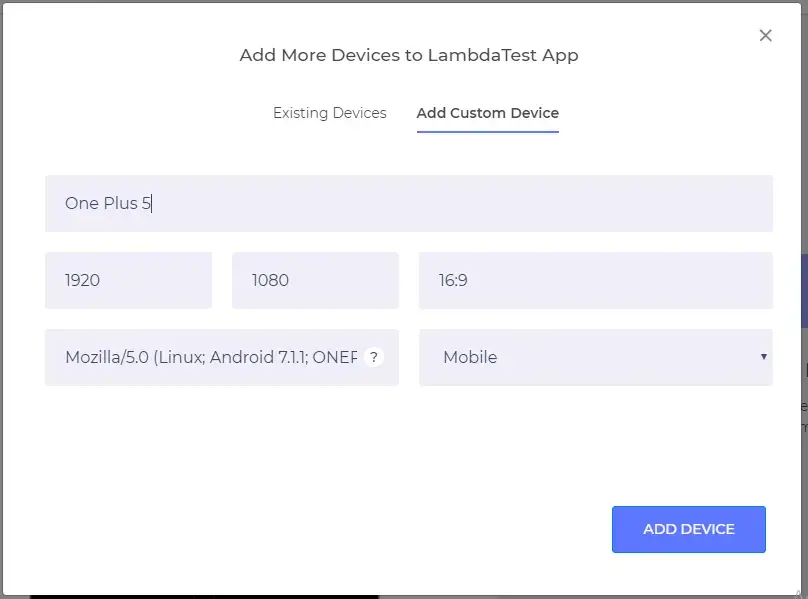 Add More Devices to LambdaTest App
Existing Devices
Add Custom Device
One Plus 5
1920
1080
16:9
Mozilla/5.0 (Linux; Android 7.1.1; ONEP
?
Mobile
ADD DEVICE